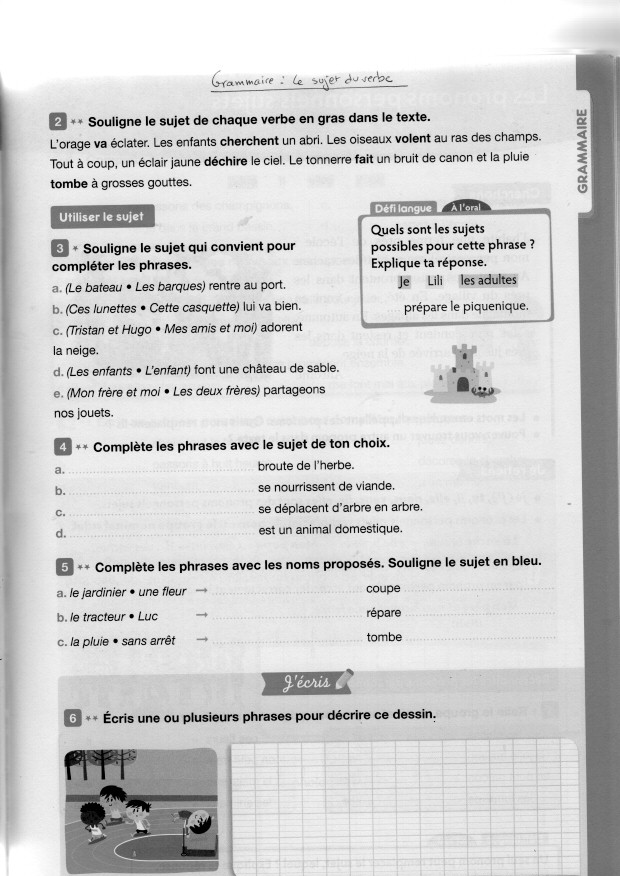 Grammaire : Le sujet du verbe
2 ** Souligne le sujet de chaque verbe en gras dans le texte.
L'orage va éclater. Les enfants cherchent un abri. Les oiseaux volent au ras des champs.
Tout à coup, un éclair jaune déchire le ciel. Le tonnerre fait un bruit de canon et la pluie
tombe à grosses gouttes.
GRAMMAIRE
Utiliser le sujet
3 * Souligne le sujet qui convient pour
compléter les phrases.
a. (Le bateau • Les barques) rentre au port.
b. (Ces lunettes • Cette casquette) lui va bien.
c. (Tristan et Hugo • Mes amis et moi) adorent
la neige.
d. (Les enfants • L'enfant) font une château de sable.
e. (Mon frère et moi • Les deux frères) partageons
nos jouets.
Défi langue À l'oral
Quels sont les sujets
possibles pour cette phrase ?
Explique ta réponse.
Je Lili les adultes
prépare le piquenique.
4 ** Complète les phrases avec le sujet de ton choix.
a. broute de l'herbe.
b. se nourrissent de viande.
c. se déplacent d'arbre en arbre.
d. est un animal domestique.
5 ** Complète les phrases avec les noms proposés. Souligne le sujet en bleu.
a. le jardinier • une fleur → coupe
b. le tracteur • Luc → répare
c. la pluie • sans arrêt → tombe
J'écris
6 ** Écris une ou plusieurs phrases pour décrire ce dessin.